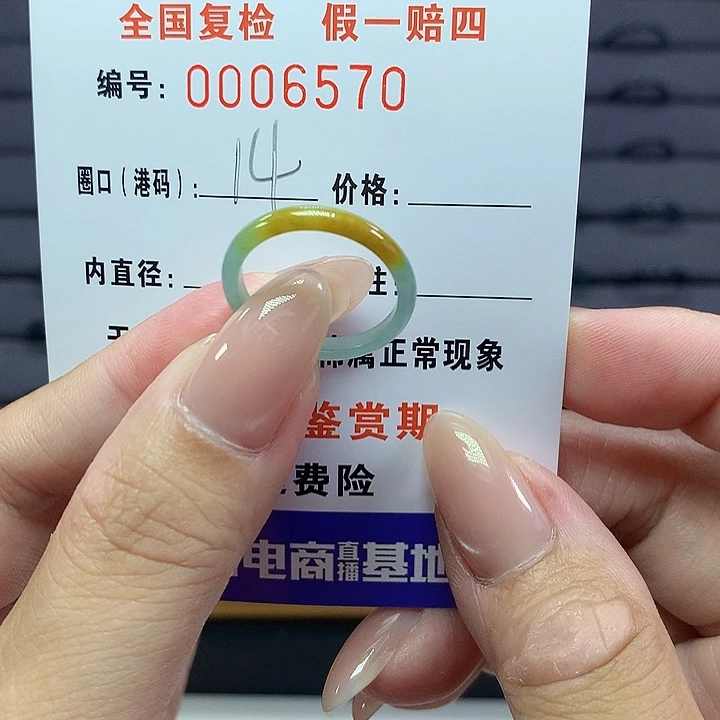 全国复检 假一赔四
编号: 0006570
圈口(港码): 14 价格:
内直径: 注:
属正常现象
鉴赏期
费险
电商直播基地